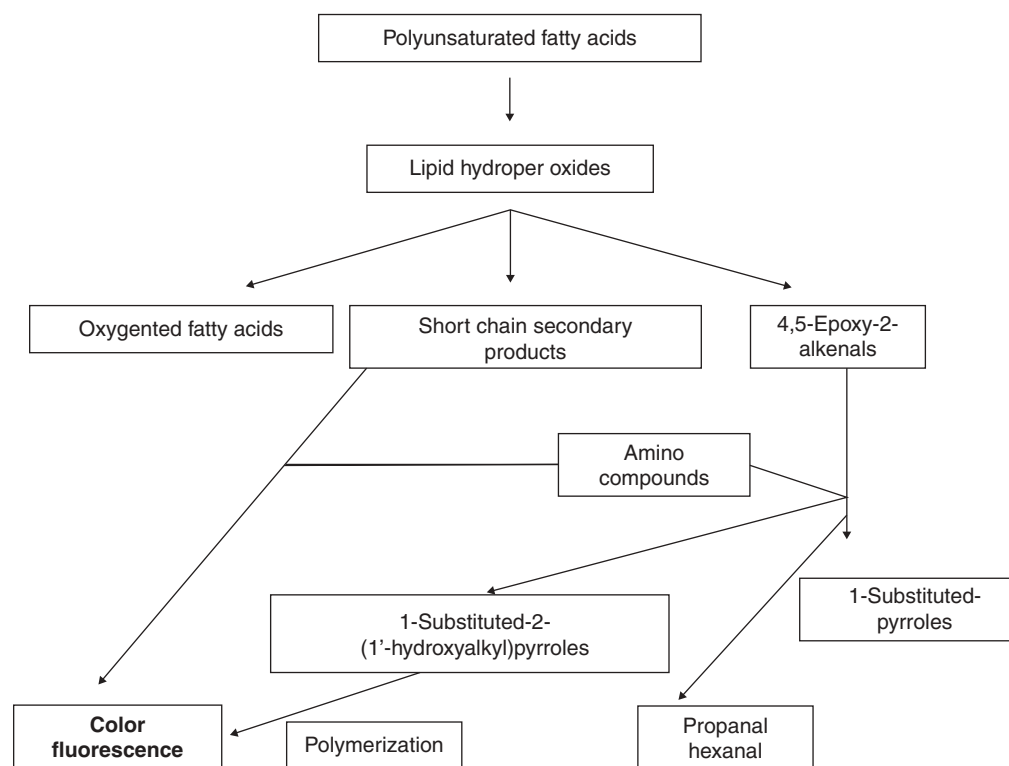 Polyunsaturated fatty acids
Lipid hydroper oxides
Oxygented fatty acids
Short chain secondary
products
4,5-Epoxy-2-
alkenals
Amino
compounds
1-Substituted-2-
(1'-hydroxyalkyl)pyrroles
1-Substituted-
pyrroles
Color
fluorescence
Polymerization
Propanal
hexanal